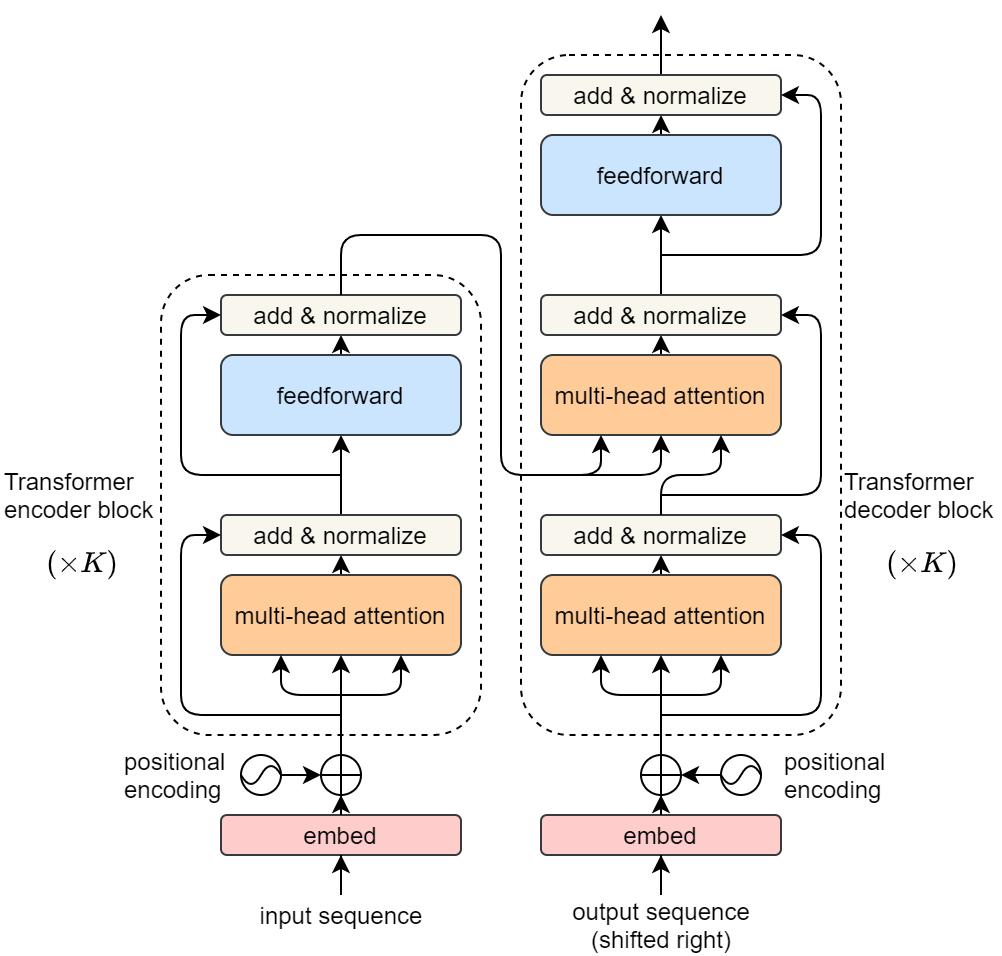 add & normalize
feedforward
add & normalize
multi-head attention
add & normalize
multi-head attention
positional
encoding
embed
output sequence
(shifted right)
Transformer
decoder block
(×K)
add & normalize
feedforward
add & normalize
multi-head attention
positional
encoding
embed
input sequence
Transformer
encoder block
(×K)